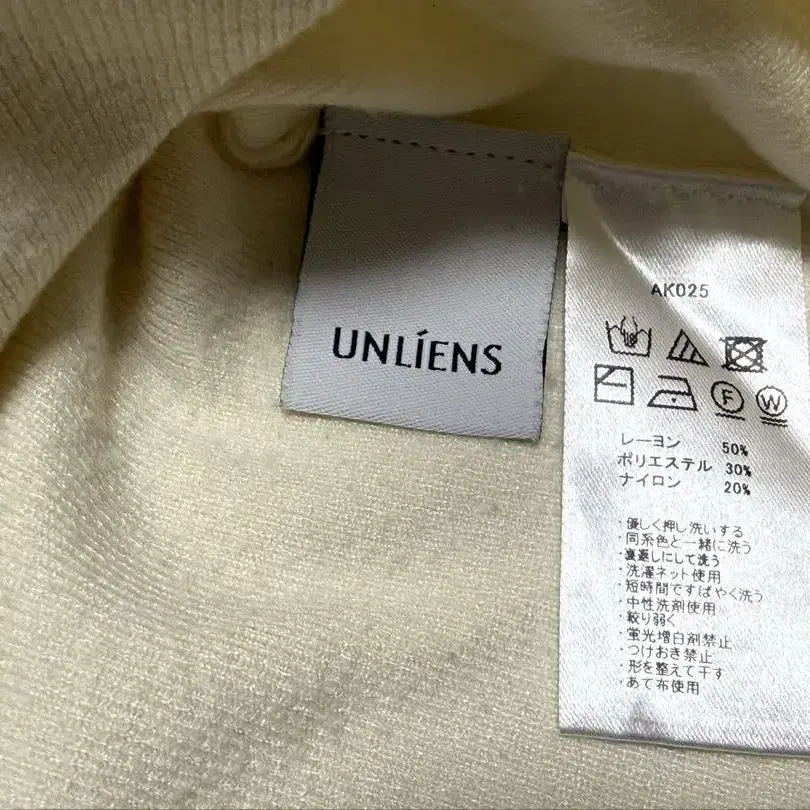 UNLÍENS
AK025
F W
レーヨン 50%
ポリエステル 30%
ナイロン 20%
・優しく押し洗いする
・同系色と一緒に洗う
・裏返しにして洗う
・洗濯ネット使用
・短時間ですばやく洗う
・中性洗剤使用
・絞り弱く
・蛍光増白剤禁止
・つけおき禁止
・形を整えて干す
・あて布使用